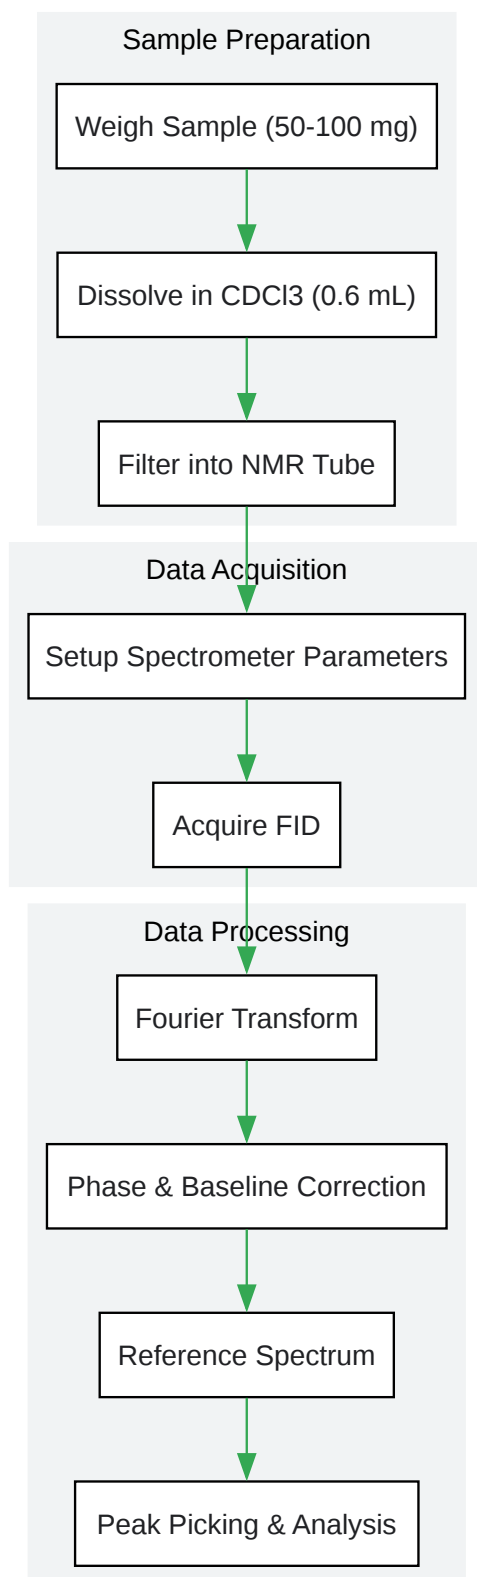 Sample Preparation
Weigh Sample (50-100 mg)
Dissolve in CDCl3 (0.6 mL)
Filter into NMR Tube
Data Acquisition
Setup Spectrometer Parameters
Acquire FID
Data Processing
Fourier Transform
Phase & Baseline Correction
Reference Spectrum
Peak Picking & Analysis